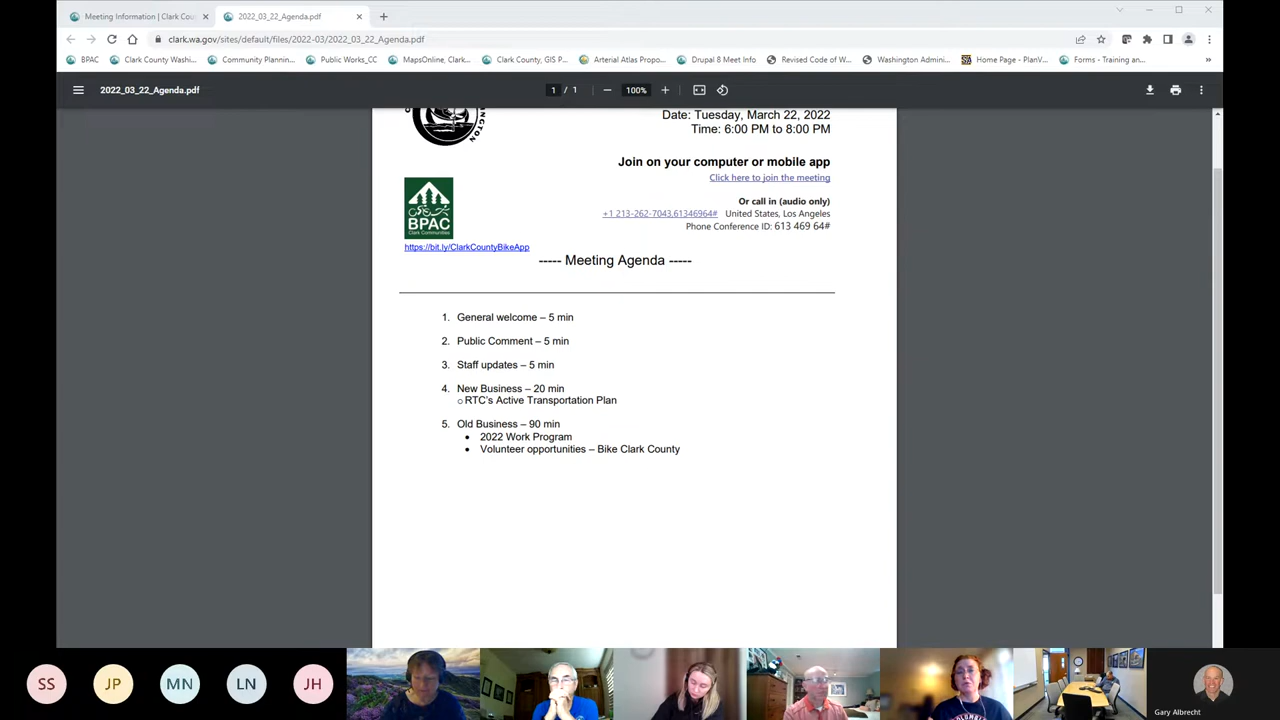 Meeting Information | Clark Cou
2022_03_22_Agenda.pdf
clark.wa.gov/sites/default/files/2022-03/2022_03_22_Agenda.pdf
BPAC
Clark County Washi...
Community Plannin...
Public Works_CC
MapsOnline, Clark...
Clark County, GIS P...
Arterial Atlas Propo...
Drupal 8 Meet Info
Revised Code of W...
Washington Admini...
Home Page - PlanV...
Forms - Training an...
2022_03_22_Agenda.pdf
1 / 1
100%
Date: Tuesday, March 22, 2022
Time: 6:00 PM to 8:00 PM
Join on your computer or mobile app
Click here to join the meeting
Or call in (audio only)
+1 213-262-7043,61346964# United States, Los Angeles
Phone Conference ID: 613 469 64#
BPAC
Clark Communities
https://bit.ly/ClarkCountyBikeApp
----- Meeting Agenda -----
1. General welcome – 5 min
2. Public Comment – 5 min
3. Staff updates – 5 min
4. New Business – 20 min
○ RTC's Active Transportation Plan
5. Old Business – 90 min
• 2022 Work Program
• Volunteer opportunities – Bike Clark County
SS
JP
MN
LN
JH
Gary Albrecht